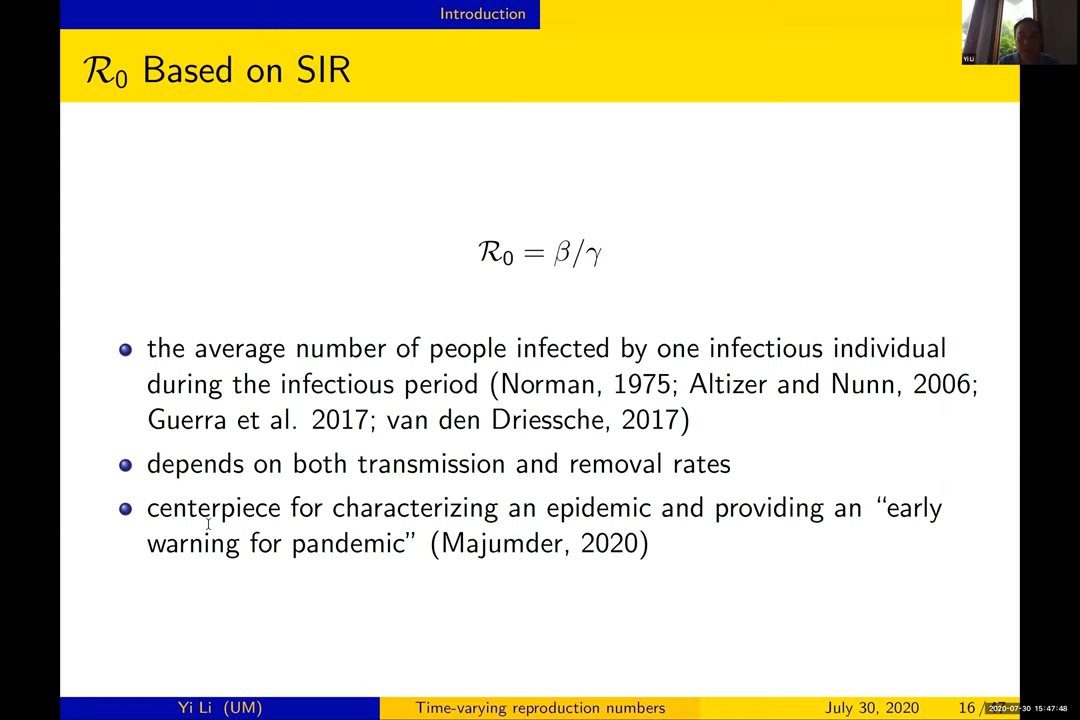 Introduction
Yi Li
R₀ Based on SIR
R₀ = β/γ
the average number of people infected by one infectious individual
during the infectious period (Norman, 1975; Altizer and Nunn, 2006;
Guerra et al. 2017; van den Driessche, 2017)
depends on both transmission and removal rates
centerpiece for characterizing an epidemic and providing an “early
warning for pandemic” (Majumder, 2020)
Yi Li (UM) Time-varying reproduction numbers July 30, 2020 16 /
2020-07-30 15:47:48